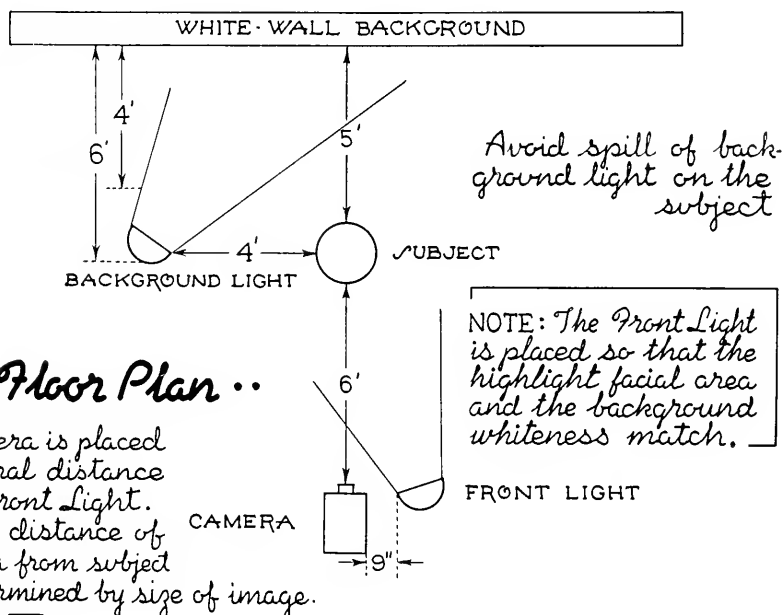 WHITE-WALL BACKGROUND
4'
6'
5'
Avoid spill of back-
ground light on the
subject
4'
SUBJECT
BACKGROUND LIGHT
NOTE: The Front Light
is placed so that the
highlight facial area
and the background
whiteness match.
6'
Floor Plan ..
era is placed
ral distance
ront Light.
distance of
from subject
rmined by size of image.
CAMERA
FRONT LIGHT
9"